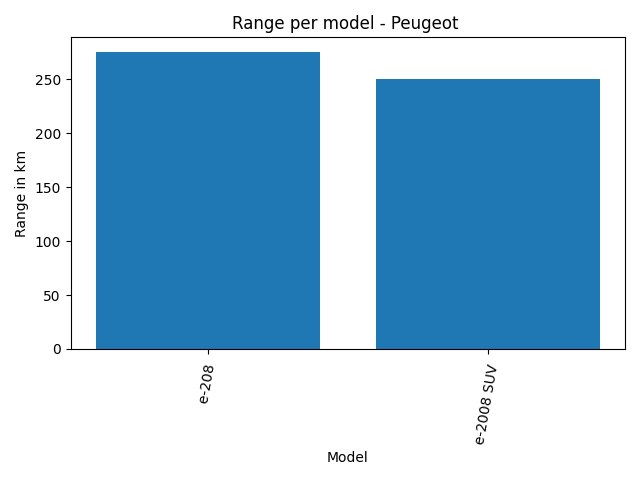 Range per model - Peugeot
Range in km
250
200
150
100
50
0
e-208
e-2008 SUV
Model